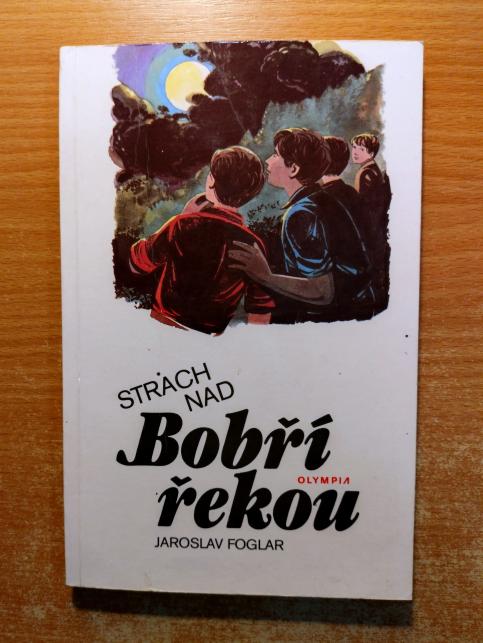 STRACH
NAD
Bobří
OLYMPIA
řekou
JAROSLAV FOGLAR